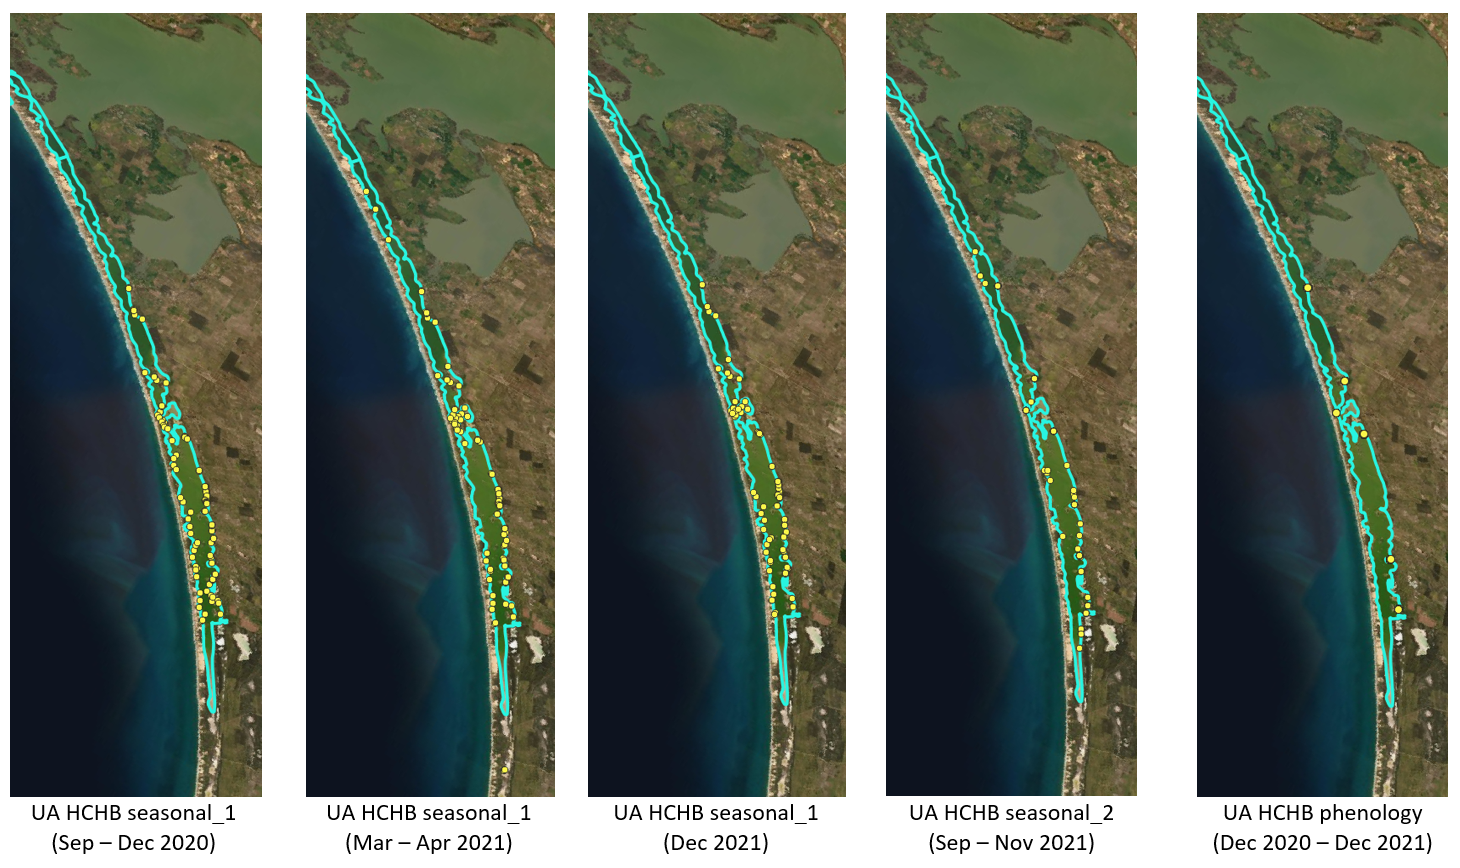 UA HCHB seasonal_1
(Sep – Dec 2020)
UA HCHB seasonal_1
(Mar – Apr 2021)
UA HCHB seasonal_1
(Dec 2021)
UA HCHB seasonal_2
(Sep – Nov 2021)
UA HCHB phenology
(Dec 2020 – Dec 2021)